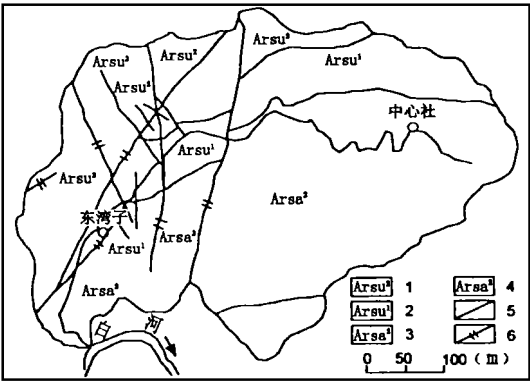 Arsu²
Arsu³
Arsu²
Arsu¹
Arsu²
中心社
Arsu¹
Arsu³
Arsa²
东湾子
Arsu¹
Arsa³
Arsa²
Arsu² 1
Arsa³ 4
Arsu¹ 2
5
Arsa² 3
6
白河
0 50 100 (m)